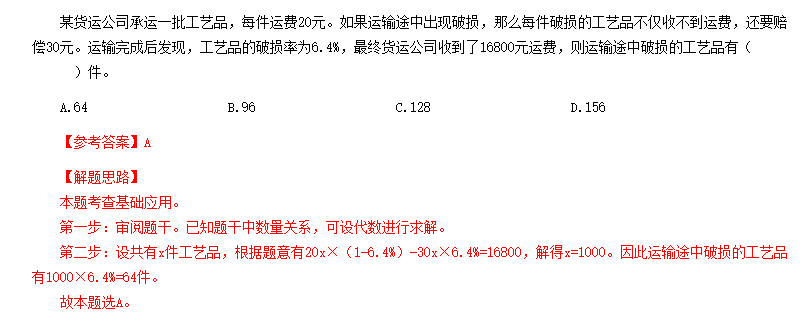 某货运公司承运一批工艺品，每件运费20元。如果运输途中出现破损，那么每件破损的工艺品不仅收不到运费，还要赔
偿30元。运输完成后发现，工艺品的破损率为6.4%，最终货运公司收到了16800元运费，则运输途中破损的工艺品有（
）件。
A.64 B.96 C.128 D.156
【参考答案】A
【解题思路】
本题考查基础应用。
第一步：审阅题干。已知题干中数量关系，可设代数进行求解。
第二步：设共有x件工艺品，根据题意有20x×（1-6.4%）-30x×6.4%=16800，解得x=1000。因此运输途中破损的工艺品
有1000×6.4%=64件。
故本题选A。